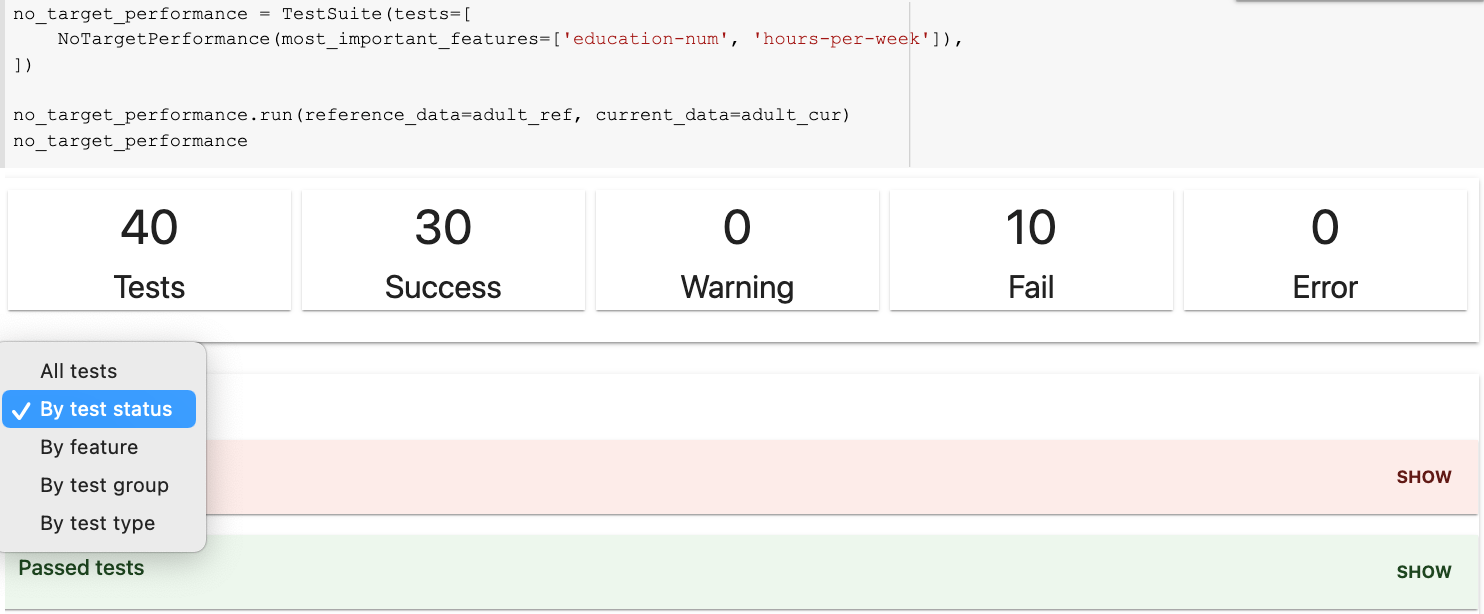 no_target_performance = TestSuite(tests=[
    NoTargetPerformance(most_important_features=['education-num', 'hours-per-week']),
])

no_target_performance.run(reference_data=adult_ref, current_data=adult_cur)
no_target_performance
40 30 0 10 0
Tests Success Warning Fail Error
All tests
✓ By test status
By feature
By test group
SHOW
By test type
Passed tests SHOW